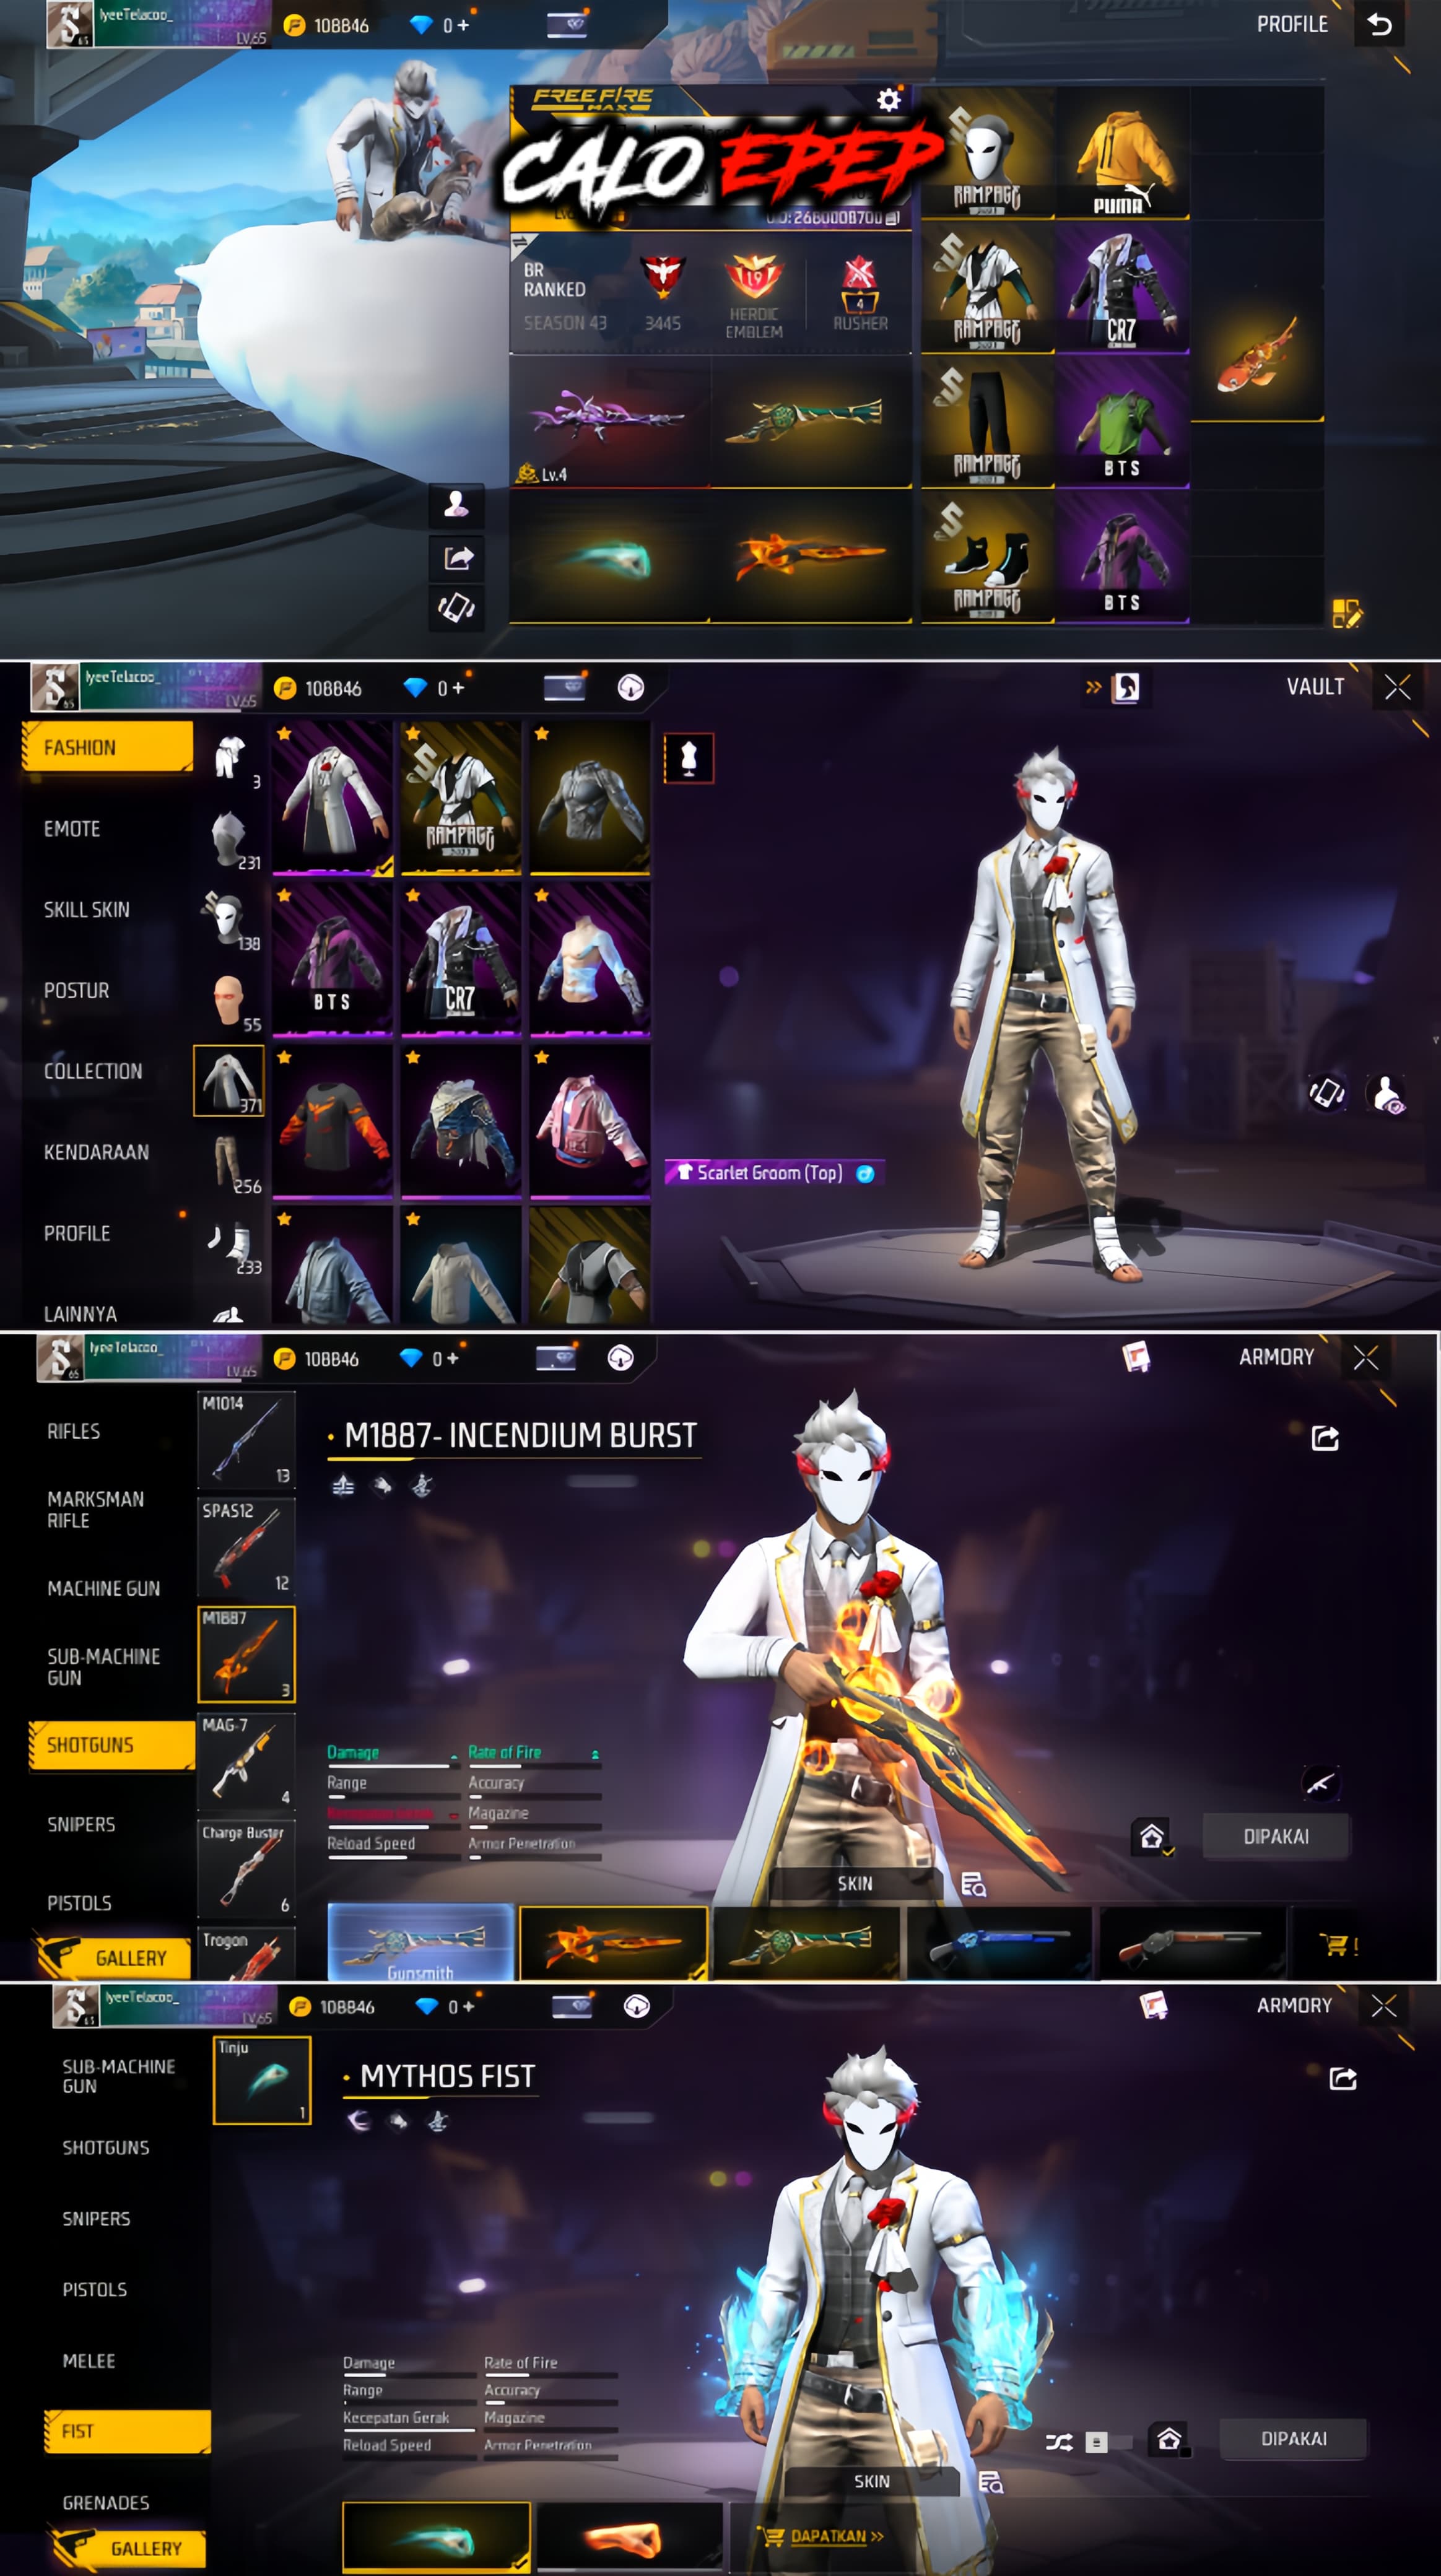 lyeeTelacoo_
LV.65
108846
0 +
PROFILE
FREE FIRE
MAX
CALO EPEP
UID:2680008700
BR
RANKED
SEASON 43
3445
HEROIC
EMBLEM
4
RUSHER
Lv.4
RAMPAGE
PUMA
RAMPAGE
CR7
RAMPAGE
BTS
RAMPAGE
BTS
lyeeTelacoo_
LV.65
108846
0 +
VAULT
FASHION
3
EMOTE
231
SKILL SKIN
138
POSTUR
55
COLLECTION
371
KENDARAAN
256
PROFILE
233
LAINNYA
RAMPAGE
BTS
CR7
Scarlet Groom (Top)
lyeeTelacoo_
LV.65
108846
0 +
ARMORY
RIFLES
MARKSMAN
RIFLE
MACHINE GUN
SUB-MACHINE
GUN
SHOTGUNS
SNIPERS
PISTOLS
GALLERY
M1014
13
SPAS12
12
M1887
3
MAG-7
4
Charge Buster
6
Trogon
M1887- INCENDIUM BURST
Damage
Rate of Fire
Range
Accuracy
Magazine
Reload Speed
Armor Penetration
DIPAKAI
SKIN
Gunsmith
lyeeTelacoo_
LV.65
108846
0 +
ARMORY
SUB-MACHINE
GUN
SHOTGUNS
SNIPERS
PISTOLS
MELEE
FIST
GRENADES
GALLERY
Tinju
1
MYTHOS FIST
Damage
Rate of Fire
Range
Accuracy
Kecepatan Gerak
Magazine
Reload Speed
Armor Penetration
DIPAKAI
SKIN
DAPATKAN >>